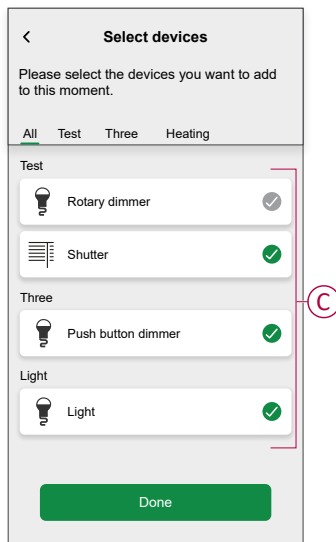 Select devices
Please select the devices you want to add
to this moment.
All Test Three Heating
Test
Rotary dimmer
Shutter
Three
Push button dimmer
Light
Light
Done
C